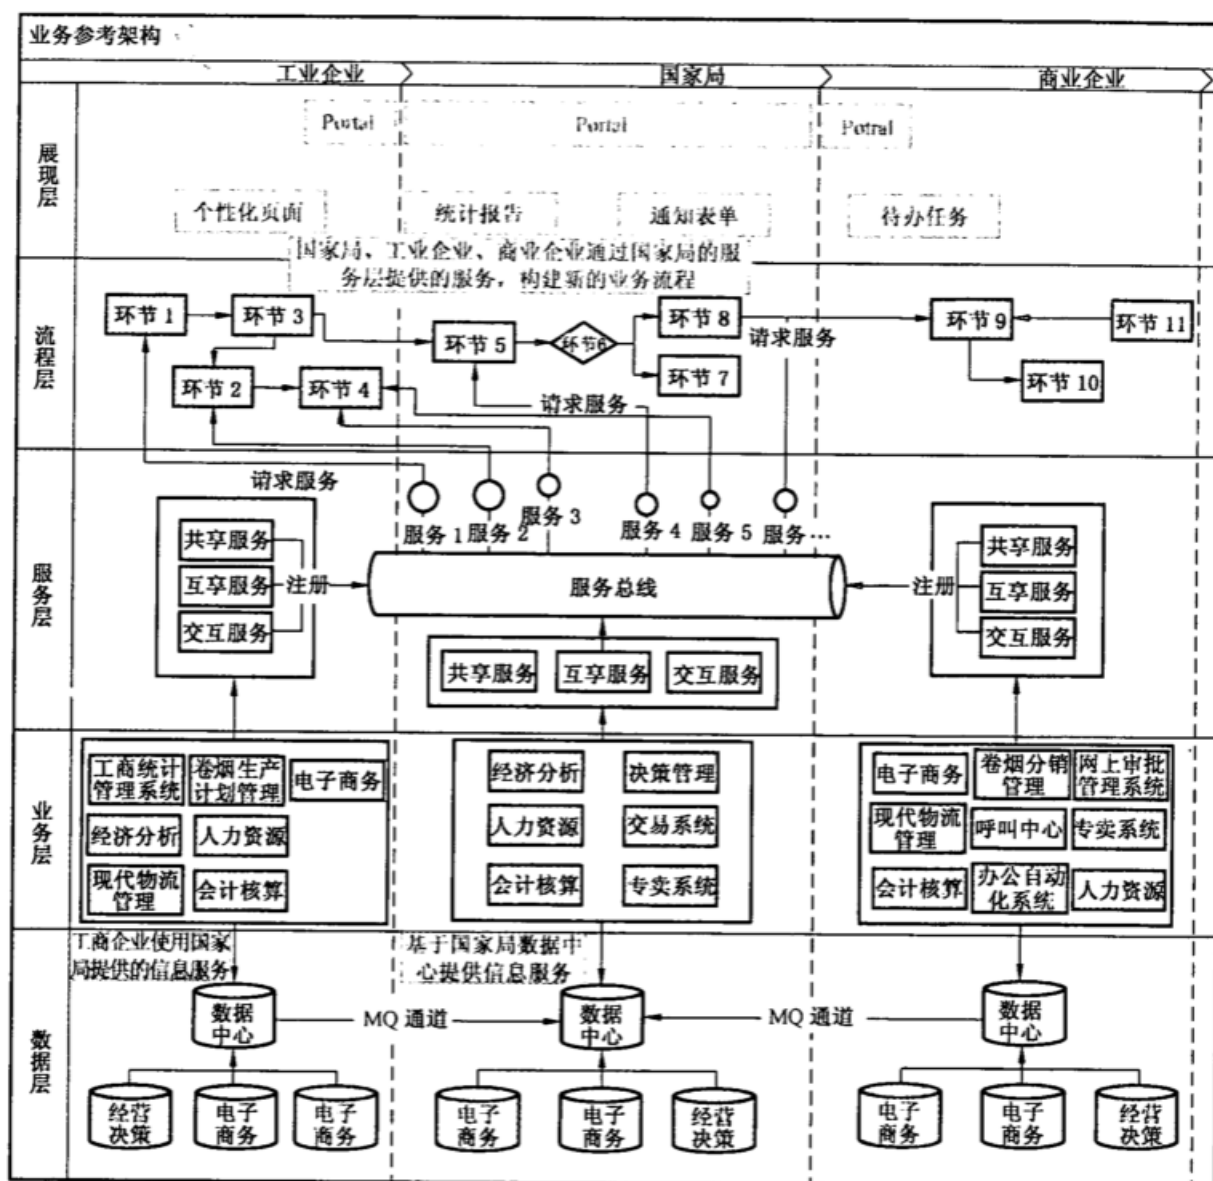 业务参考架构
工业企业
国家局
商业企业
展现层
Portal
Portal
Potral
个性化页面
统计报告
通知表单
待办任务
国家局、工业企业、商业企业通过国家局的服
务层提供的服务，构建新的业务流程
流程层
环节 1
环节 3
环节 5
环节6
环节 8
请求服务
环节 9
环节 11
环节 2
环节 4
请求服务
环节 7
环节 10
服务层
请求服务
服务 1
服务 2
服务 3
服务 4
服务 5
服务…
共享服务
互享服务
交互服务
注册
服务总线
注册
共享服务
互享服务
交互服务
共享服务
互享服务
交互服务
业务层
工商统计
管理系统
卷烟生产
计划管理
电子商务
经济分析
人力资源
现代物流
管理
会计核算
经济分析
决策管理
人力资源
交易系统
会计核算
专卖系统
电子商务
卷烟分销
管理
网上审批
管理系统
现代物流
管理
呼叫中心
专卖系统
会计核算
办公自动
化系统
人力资源
数据层
工商企业使用国家
局提供的信息服务
基于国家局数据中
心提供信息服务
数据
中心
MQ 通道
数据
中心
MQ 通道
数据
中心
经营
决策
电子
商务
电子
商务
电子
商务
电子
商务
经营
决策
电子
商务
电子
商务
经营
决策